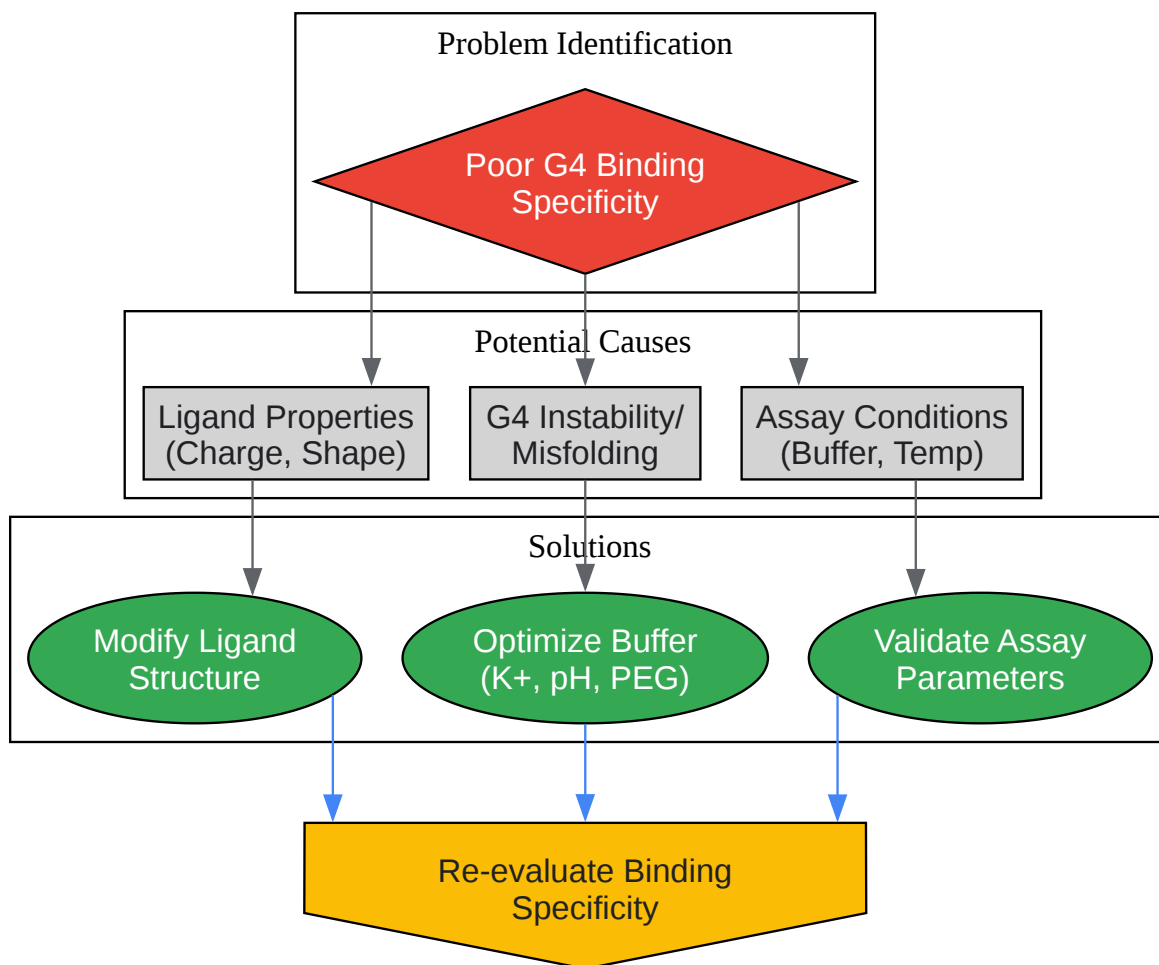 Problem Identification
Poor G4 Binding
Specificity
Potential Causes
Ligand Properties
(Charge, Shape)
G4 Instability/
Misfolding
Assay Conditions
(Buffer, Temp)
Solutions
Modify Ligand
Structure
Optimize Buffer
(K+, pH, PEG)
Validate Assay
Parameters
Re-evaluate Binding
Specificity